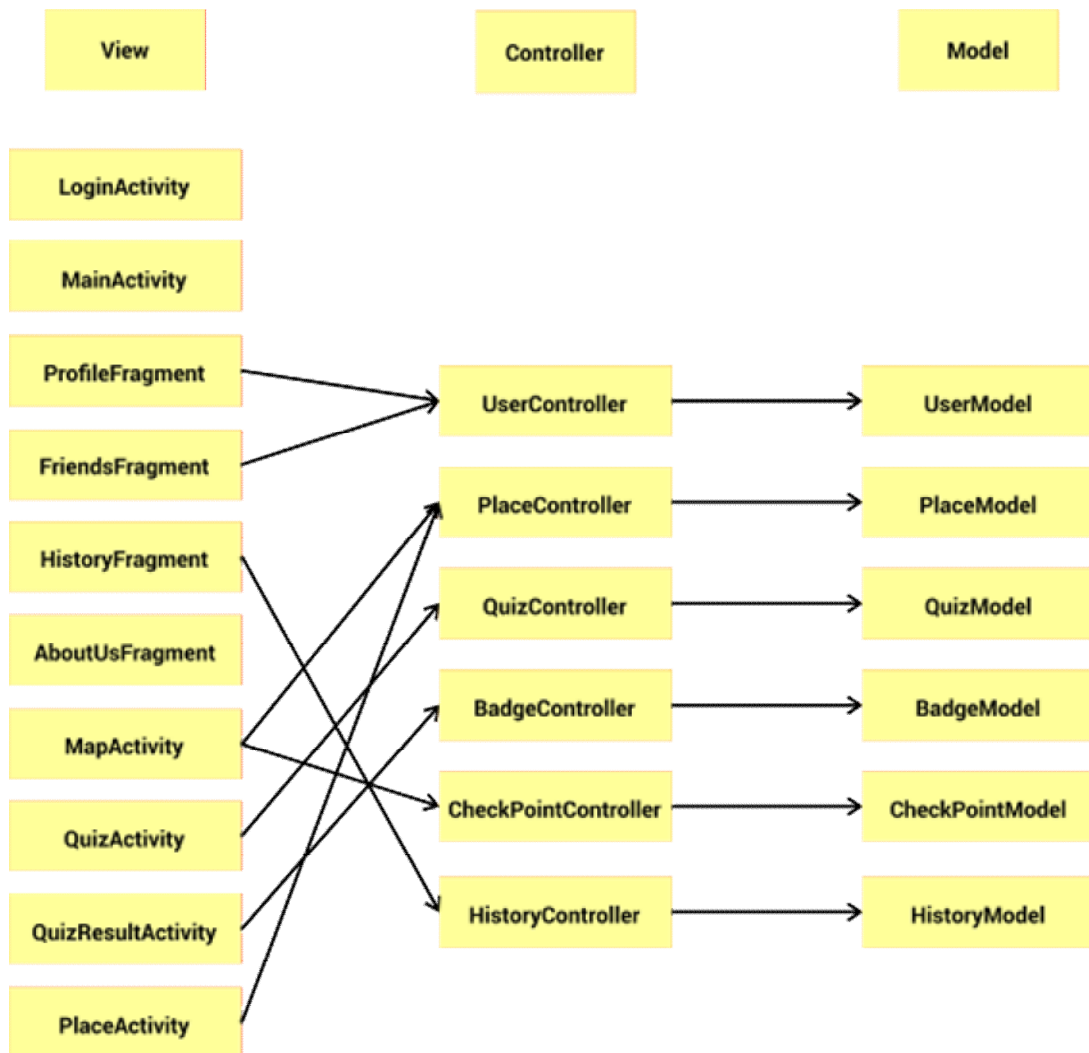 View
Controller
Model
LoginActivity
MainActivity
ProfileFragment
FriendsFragment
HistoryFragment
AboutUsFragment
MapActivity
QuizActivity
QuizResultActivity
PlaceActivity
UserController
PlaceController
QuizController
BadgeController
CheckPointController
HistoryController
UserModel
PlaceModel
QuizModel
BadgeModel
CheckPointModel
HistoryModel